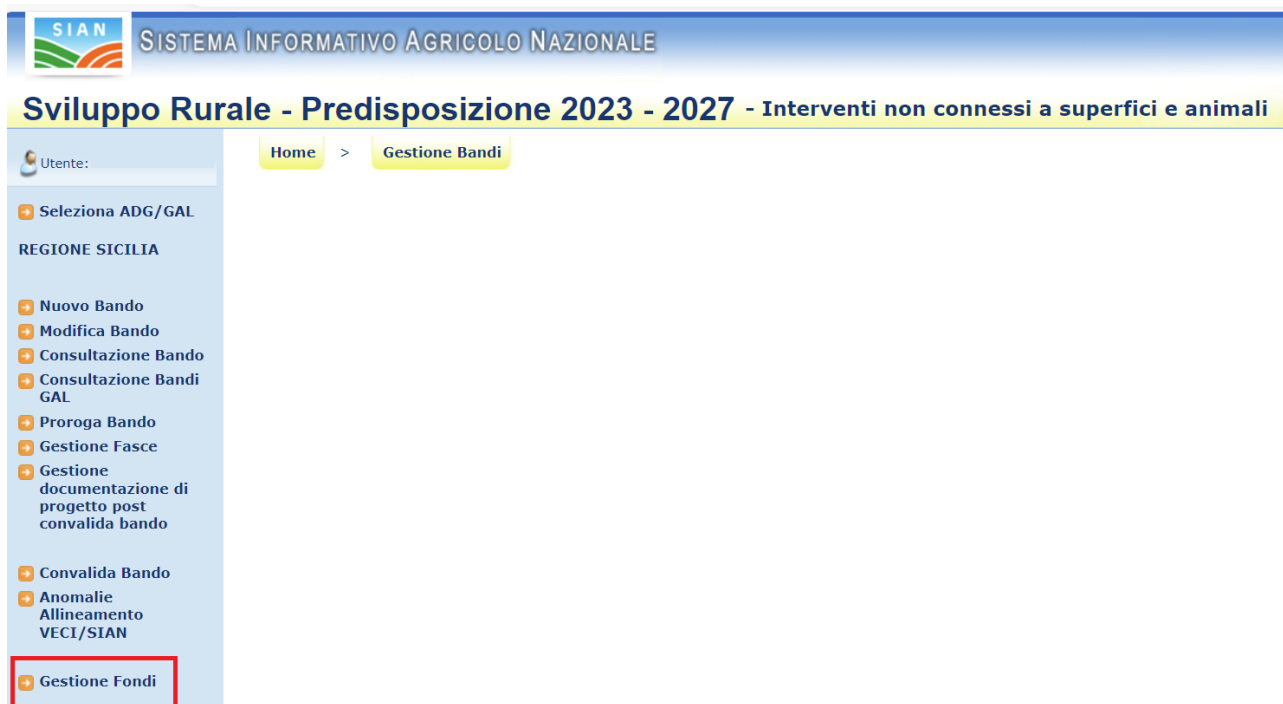 SIAN
SISTEMA INFORMATIVO AGRICOLO NAZIONALE
Sviluppo Rurale - Predisposizione 2023 - 2027 - Interventi non connessi a superfici e animali
Utente:
Home > Gestione Bandi
Seleziona ADG/GAL
REGIONE SICILIA
Nuovo Bando
Modifica Bando
Consultazione Bando
Consultazione Bandi
GAL
Proroga Bando
Gestione Fasce
Gestione
documentazione di
progetto post
convalida bando
Convalida Bando
Anomalie
Allineamento
VECI/SIAN
Gestione Fondi